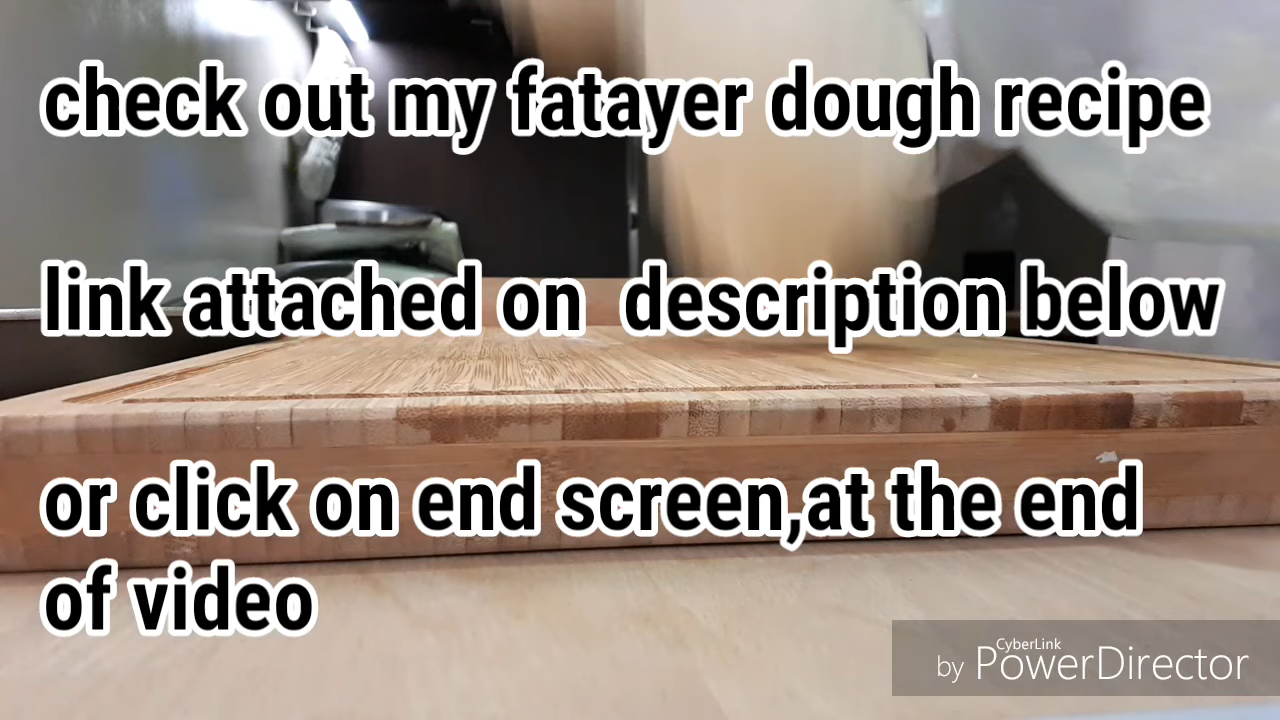 check out my fatayer dough recipe
link attached on  description below
or click on end screen,at the end
of video
CyberLink
by PowerDirector